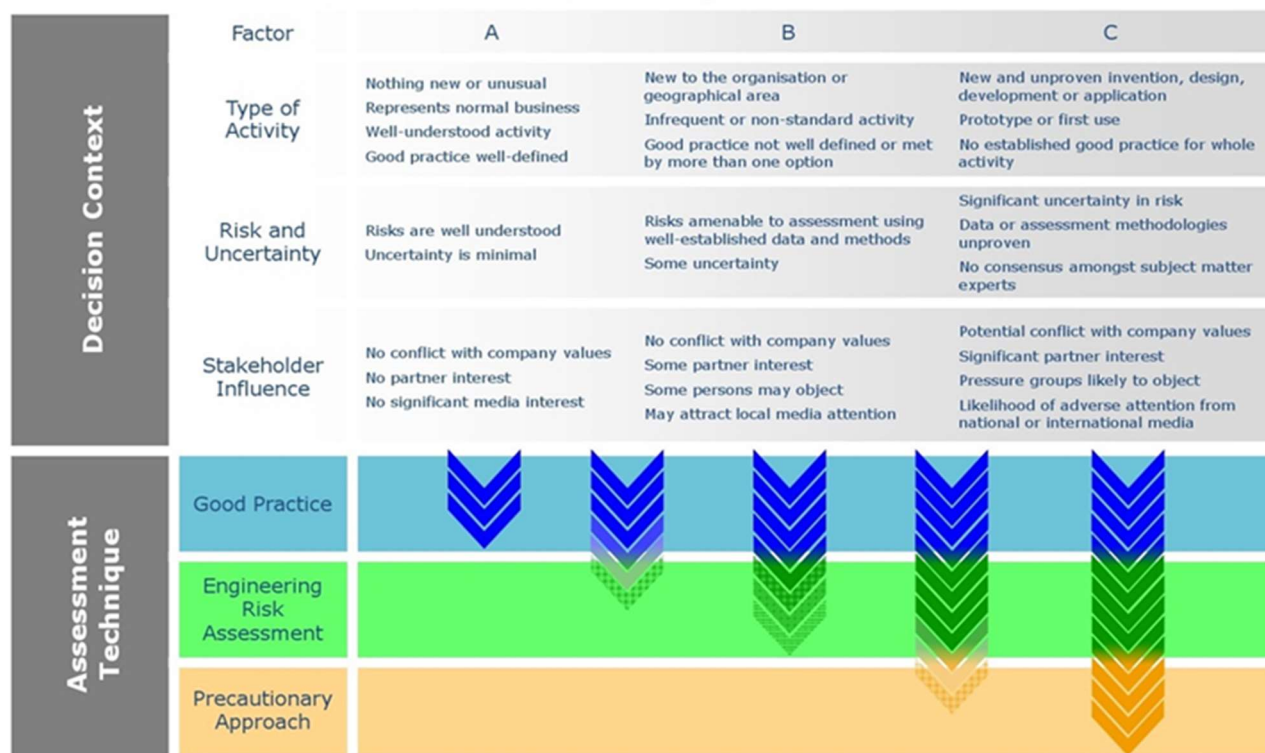 Decision Context
Factor
A
B
C
Type of
Activity
Nothing new or unusual
Represents normal business
Well-understood activity
Good practice well-defined
New to the organisation or
geographical area
Infrequent or non-standard activity
Good practice not well defined or met
by more than one option
New and unproven invention, design,
development or application
Prototype or first use
No established good practice for whole
activity
Risk and
Uncertainty
Risks are well understood
Uncertainty is minimal
Risks amenable to assessment using
well-established data and methods
Some uncertainty
Significant uncertainty in risk
Data or assessment methodologies
unproven
No consensus amongst subject matter
experts
Stakeholder
Influence
No conflict with company values
No partner interest
No significant media interest
No conflict with company values
Some partner interest
Some persons may object
May attract local media attention
Potential conflict with company values
Significant partner interest
Pressure groups likely to object
Likelihood of adverse attention from
national or international media
Assessment
Technique
Good Practice
Engineering
Risk
Assessment
Precautionary
Approach